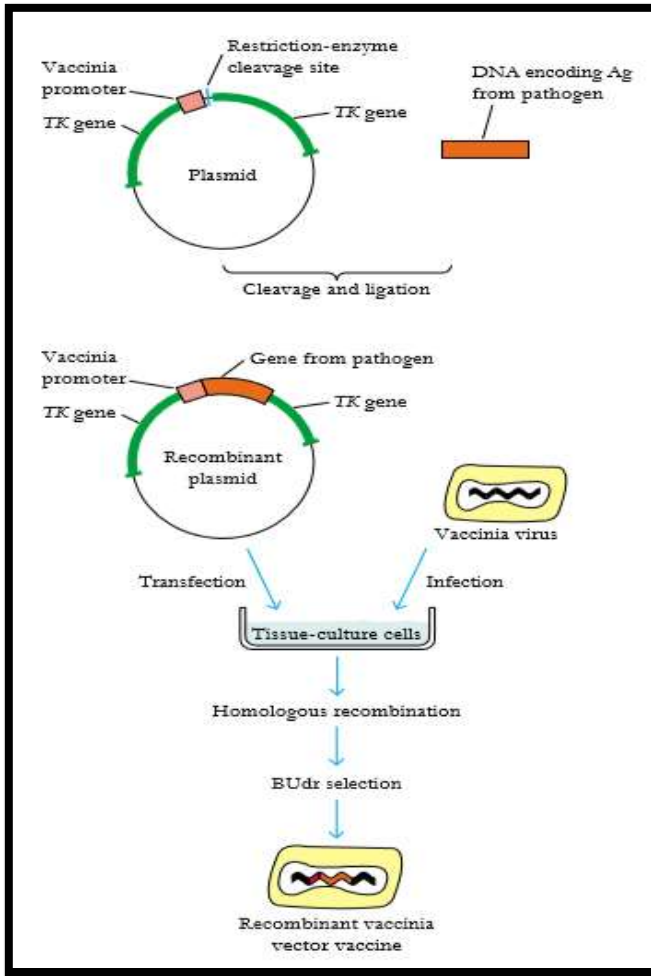 Restriction-enzyme
cleavage site
Vaccinia
promoter
TK gene
TK gene
DNA encoding Ag
from pathogen
Plasmid
Cleavage and ligation
Vaccinia
promoter
Gene from pathogen
TK gene
TK gene
Recombinant
plasmid
Vaccinia virus
Transfection
Infection
Tissue-culture cells
Homologous recombination
BUdr selection
Recombinant vaccinia
vector vaccine